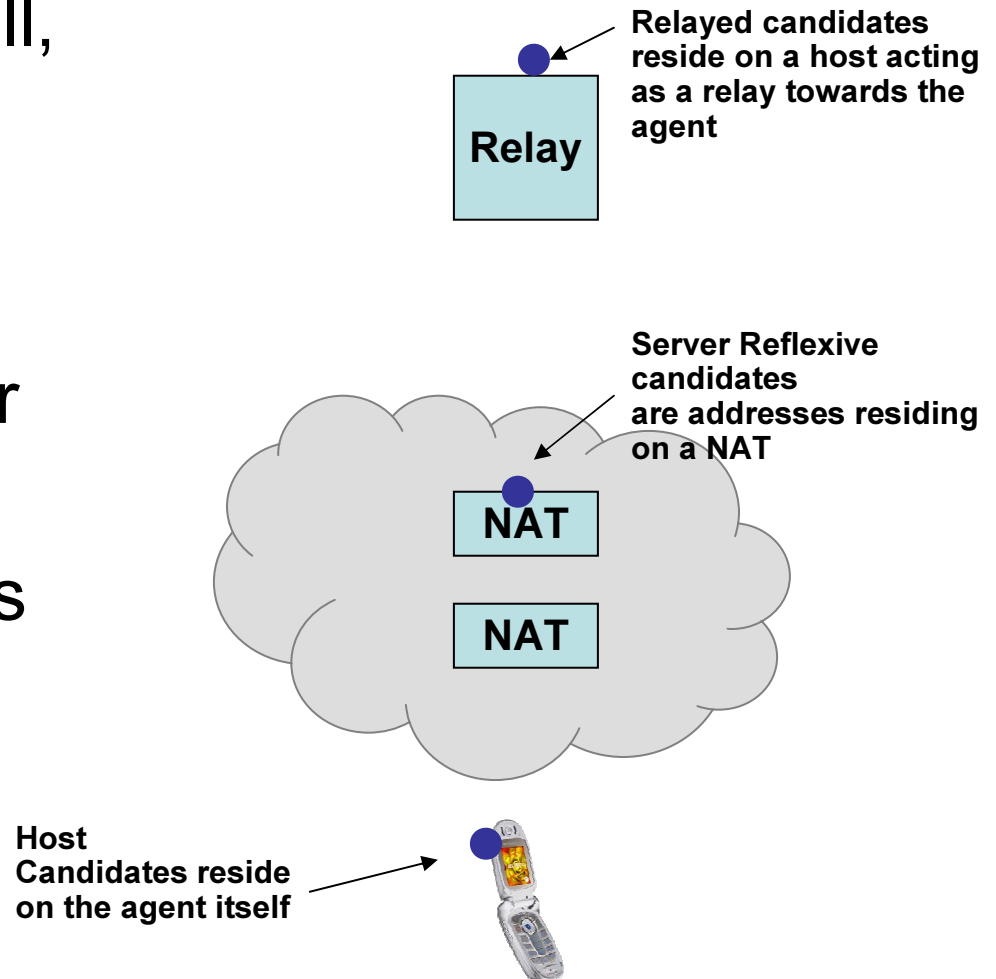 ll,
Relayed candidates
reside on a host acting
as a relay towards the
agent
Relay
Server Reflexive
candidates
are addresses residing
on a NAT
r
NAT
s
NAT
Host
Candidates reside
on the agent itself